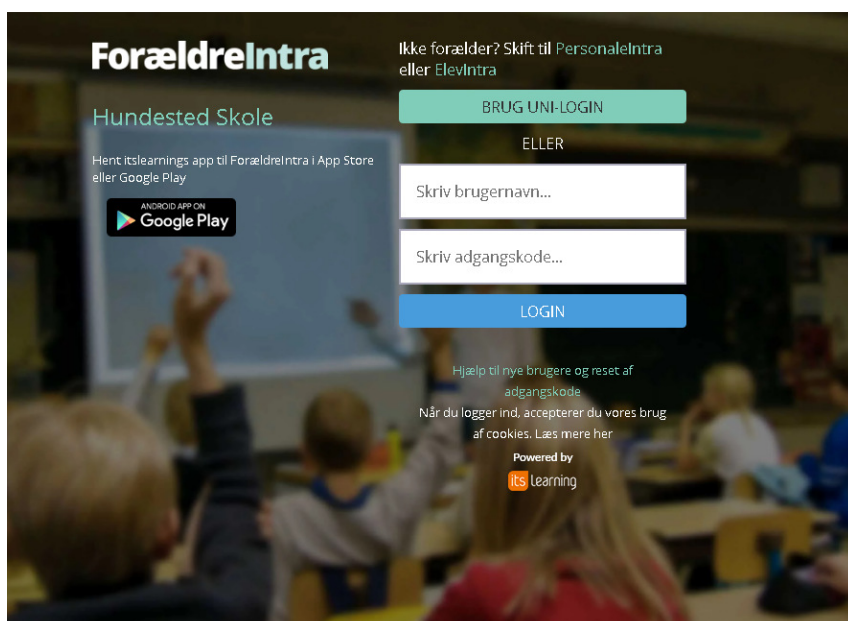 ForældreIntra
Hundested Skole
Hent itslearnings app til ForældreIntra i App Store
eller Google Play
ANDROID APP ON
Google Play
Ikke forælder? Skift til PersonaleIntra
eller ElevIntra
BRUG UNI-LOGIN
ELLER
Skriv brugernavn...
Skriv adgangskode...
LOGIN
Hjælp til nye brugere og reset af
adgangskode
Når du logger ind, accepterer du vores brug
af cookies. Læs mere her
Powered by
its learning